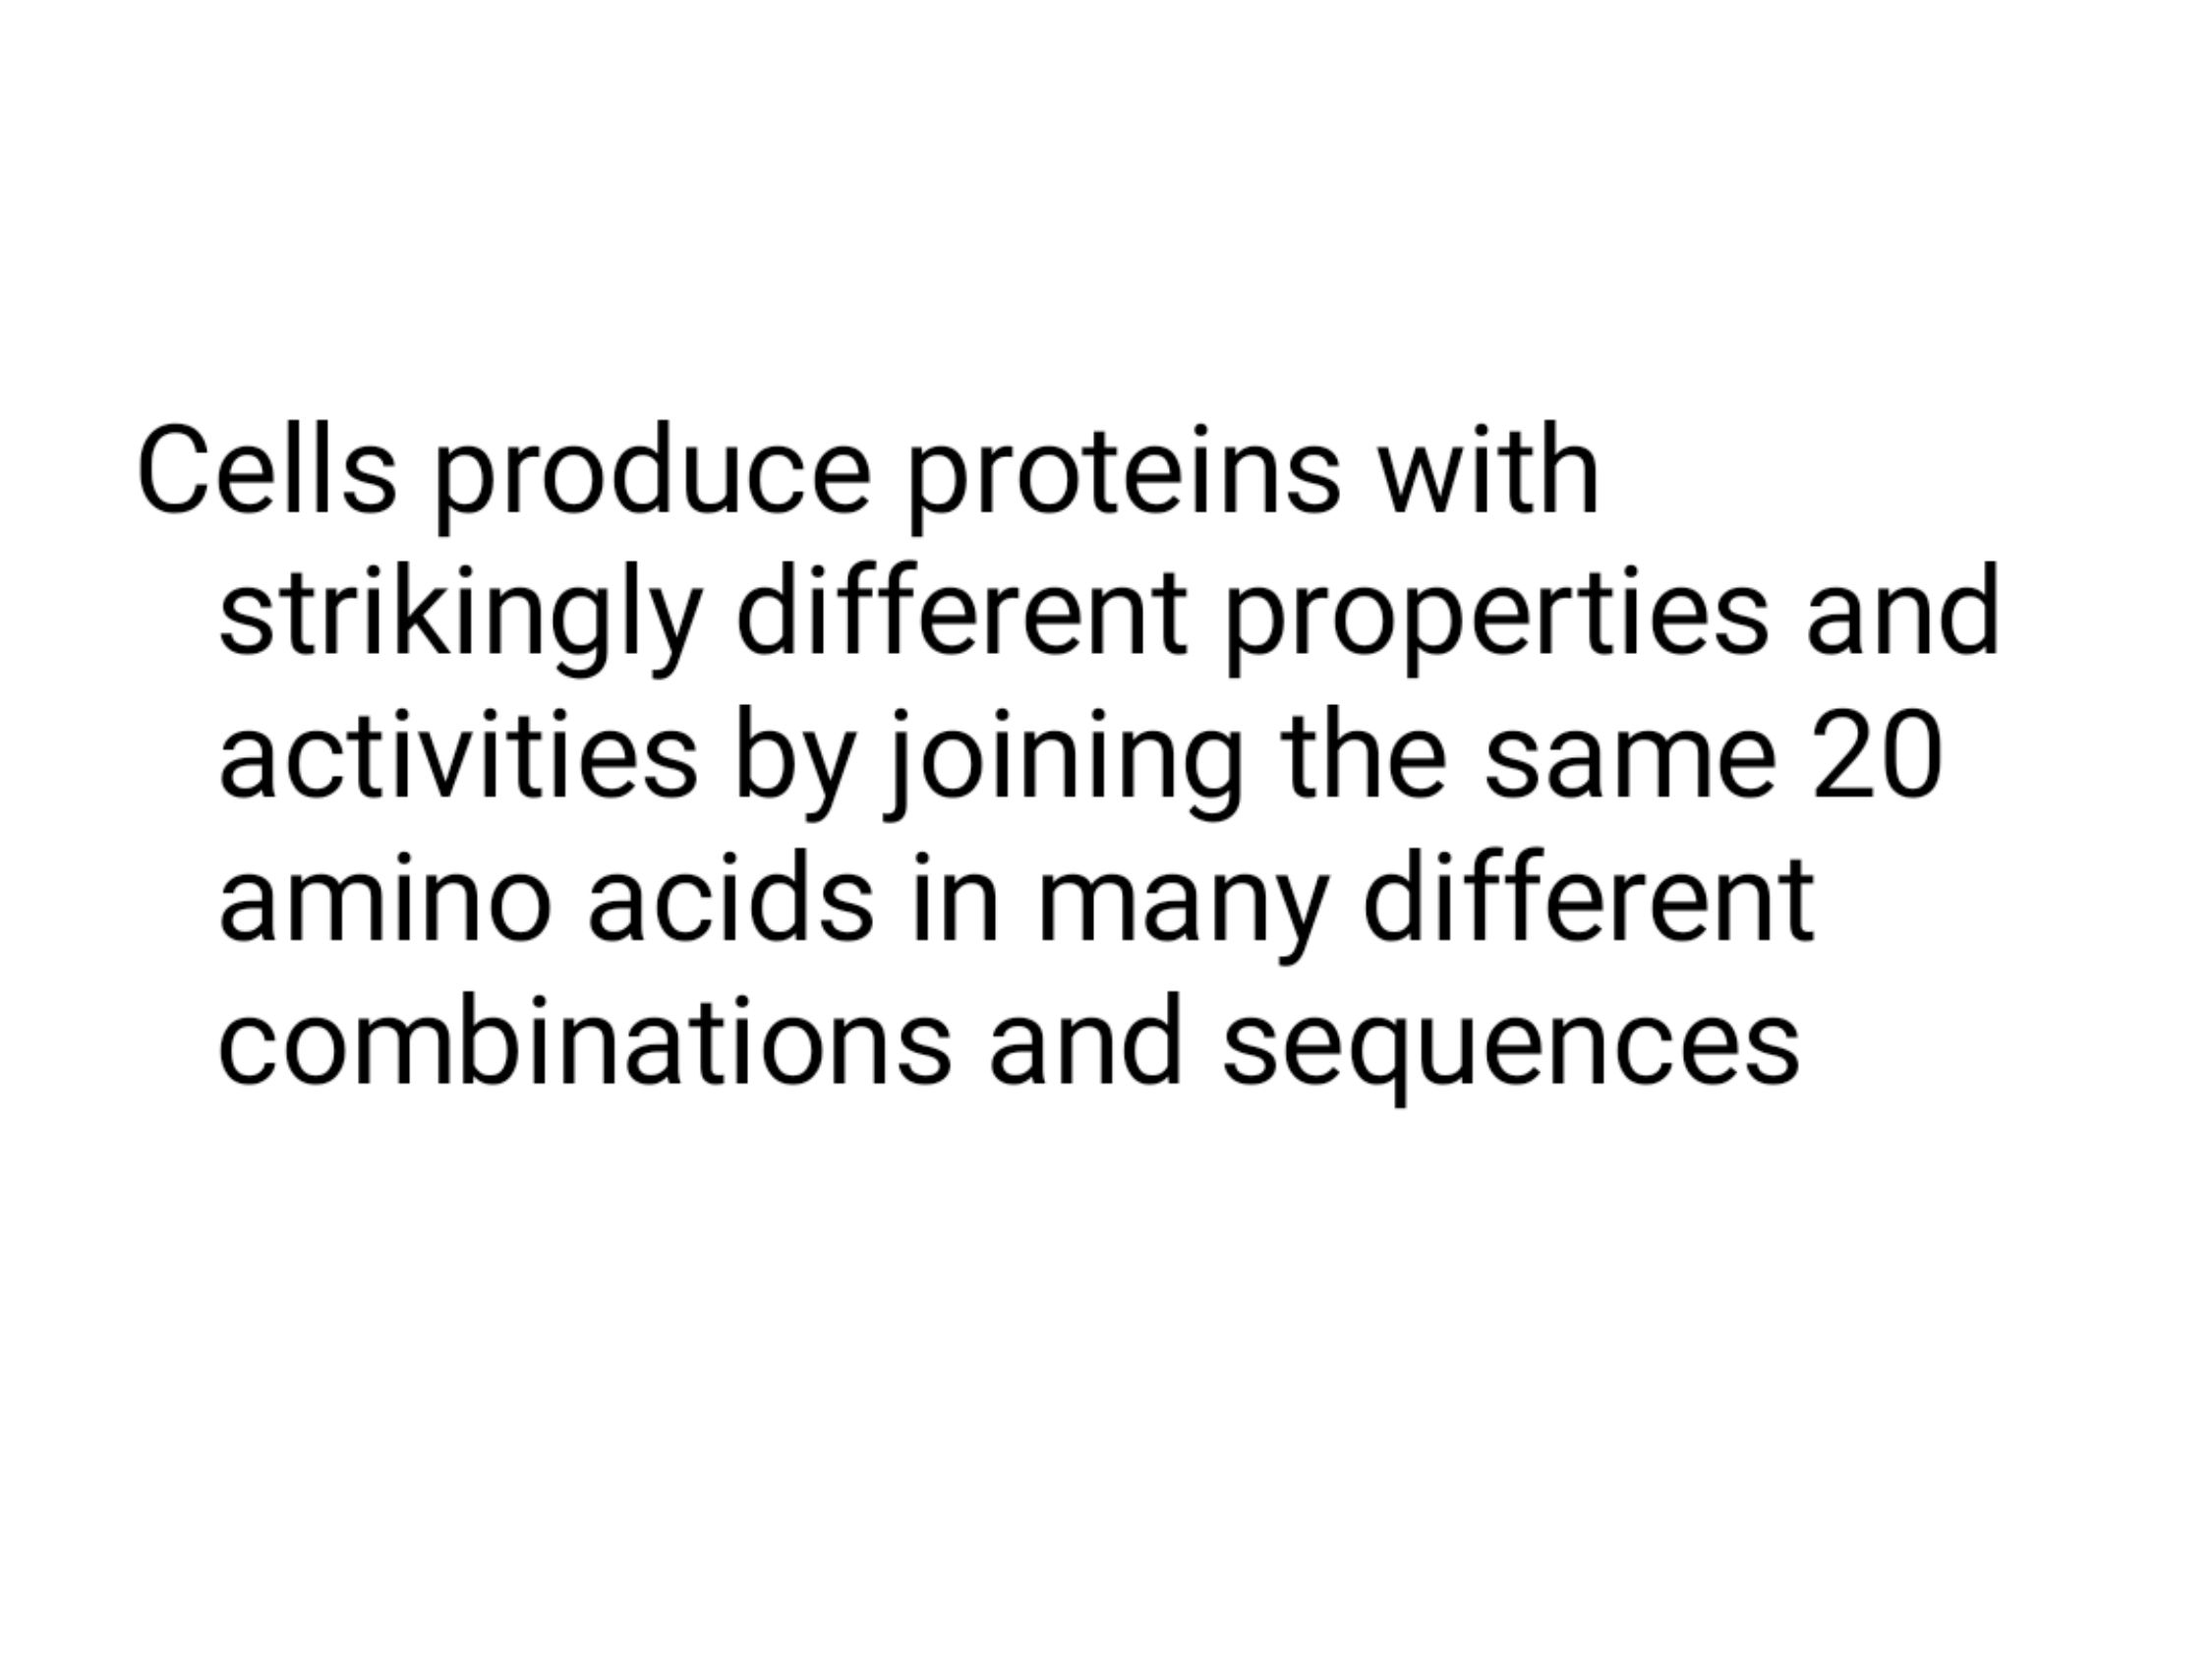 Cells produce proteins with
strikingly different properties and
activities by joining the same 20
amino acids in many different
combinations and sequences